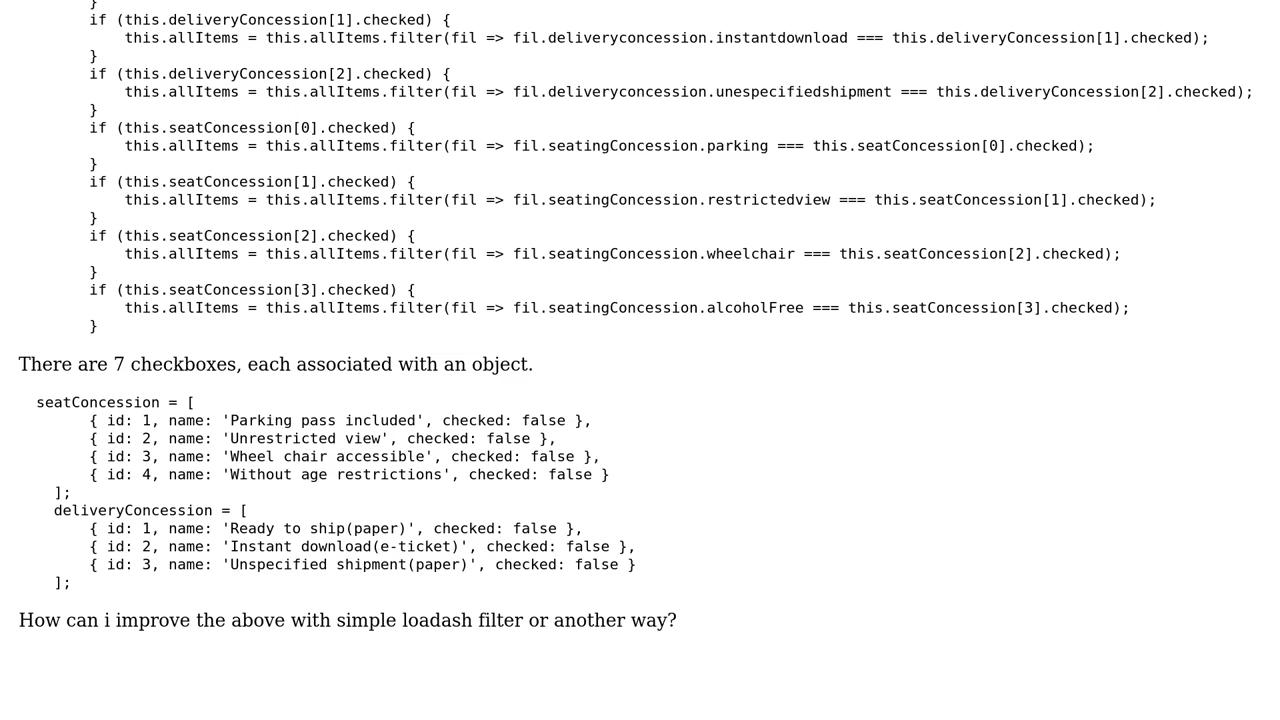 }
if (this.deliveryConcession[1].checked) {
this.allItems = this.allItems.filter(fil => fil.deliveryconcession.instantdownload === this.deliveryConcession[1].checked);
}
if (this.deliveryConcession[2].checked) {
this.allItems = this.allItems.filter(fil => fil.deliveryconcession.unespecifiedshipment === this.deliveryConcession[2].checked);
}
if (this.seatConcession[0].checked) {
this.allItems = this.allItems.filter(fil => fil.seatingConcession.parking === this.seatConcession[0].checked);
}
if (this.seatConcession[1].checked) {
this.allItems = this.allItems.filter(fil => fil.seatingConcession.restrictedview === this.seatConcession[1].checked);
}
if (this.seatConcession[2].checked) {
this.allItems = this.allItems.filter(fil => fil.seatingConcession.wheelchair === this.seatConcession[2].checked);
}
if (this.seatConcession[3].checked) {
this.allItems = this.allItems.filter(fil => fil.seatingConcession.alcoholFree === this.seatConcession[3].checked);
}
There are 7 checkboxes, each associated with an object.
seatConcession = [
{ id: 1, name: 'Parking pass included', checked: false },
{ id: 2, name: 'Unrestricted view', checked: false },
{ id: 3, name: 'Wheel chair accessible', checked: false },
{ id: 4, name: 'Without age restrictions', checked: false }
];
deliveryConcession = [
{ id: 1, name: 'Ready to ship(paper)', checked: false },
{ id: 2, name: 'Instant download(e-ticket)', checked: false },
{ id: 3, name: 'Unspecified shipment(paper)', checked: false }
];
How can i improve the above with simple loadash filter or another way?